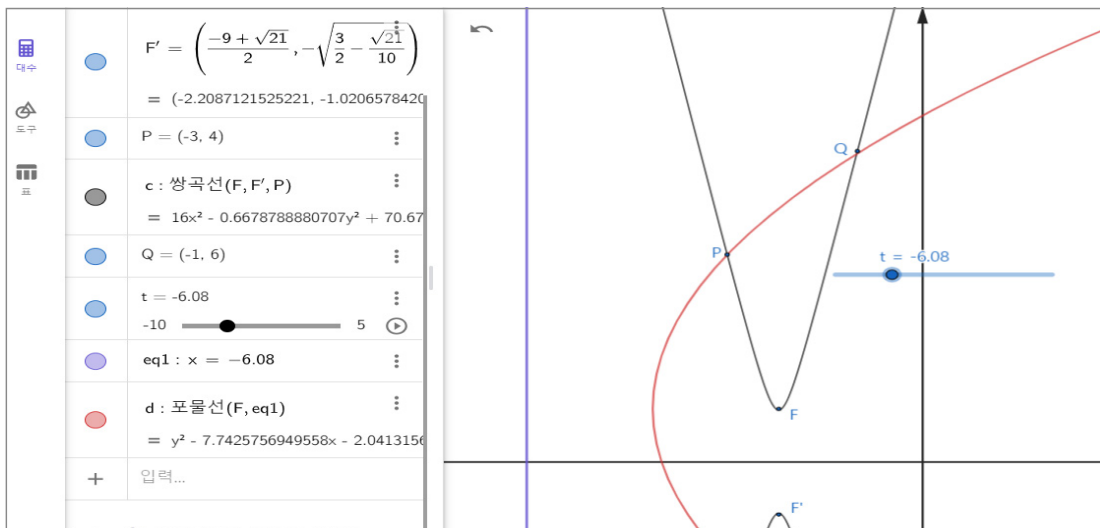 대수
도구
표
F′ = ((−9 + √21)/2, −√(3/2 − √21/10))
= (-2.2087121525221, -1.0206578420
P = (-3, 4)
c : 쌍곡선(F, F′, P)
= 16x² - 0.6678788880707y² + 70.67
Q = (-1, 6)
t = -6.08
-10 5
eq1 : x = −6.08
d : 포물선(F, eq1)
= y² - 7.7425756949558x - 2.0413156
+ 입력...
Q
P
t = -6.08
F
F'